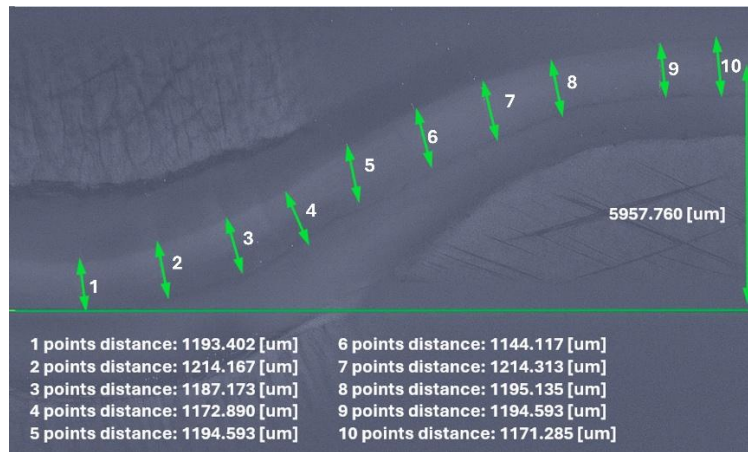 10
9
8
7
6
5
4
3
2
1
5957.760 [um]
1 points distance: 1193.402 [um]
2 points distance: 1214.167 [um]
3 points distance: 1187.173 [um]
4 points distance: 1172.890 [um]
5 points distance: 1194.593 [um]
6 points distance: 1144.117 [um]
7 points distance: 1214.313 [um]
8 points distance: 1195.135 [um]
9 points distance: 1194.593 [um]
10 points distance: 1171.285 [um]